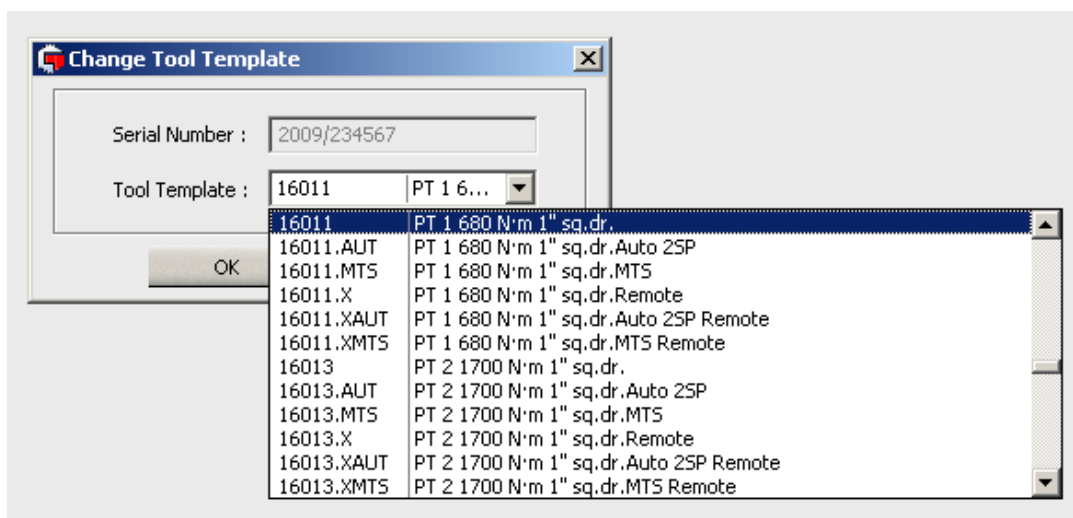 Change Tool Template
Serial Number : 2009/234567
Tool Template : 16011 PT 1 6...
16011 PT 1 680 N·m 1" sq.dr.
16011.AUT PT 1 680 N·m 1" sq.dr.Auto 2SP
OK 16011.MTS PT 1 680 N·m 1" sq.dr.MTS
16011.X PT 1 680 N·m 1" sq.dr.Remote
16011.XAUT PT 1 680 N·m 1" sq.dr.Auto 2SP Remote
16011.XMTS PT 1 680 N·m 1" sq.dr.MTS Remote
16013 PT 2 1700 N·m 1" sq.dr.
16013.AUT PT 2 1700 N·m 1" sq.dr.Auto 2SP
16013.MTS PT 2 1700 N·m 1" sq.dr.MTS
16013.X PT 2 1700 N·m 1" sq.dr.Remote
16013.XAUT PT 2 1700 N·m 1" sq.dr.Auto 2SP Remote
16013.XMTS PT 2 1700 N·m 1" sq.dr.MTS Remote